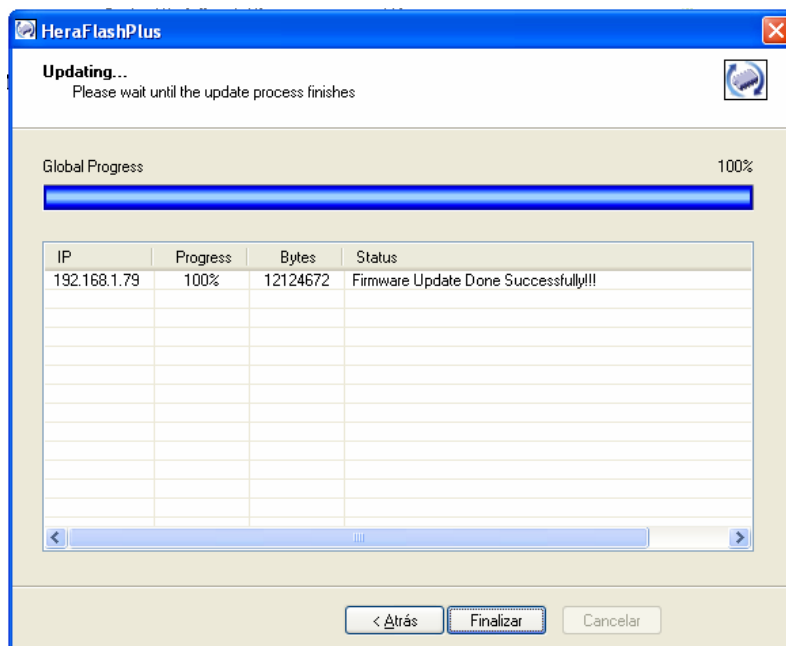 HeraFlashPlus
Updating...
Please wait until the update process finishes
Global Progress 100%
IP Progress Bytes Status
192.168.1.79 100% 12124672 Firmware Update Done Successfully!!!
< Atrás Finalizar Cancelar